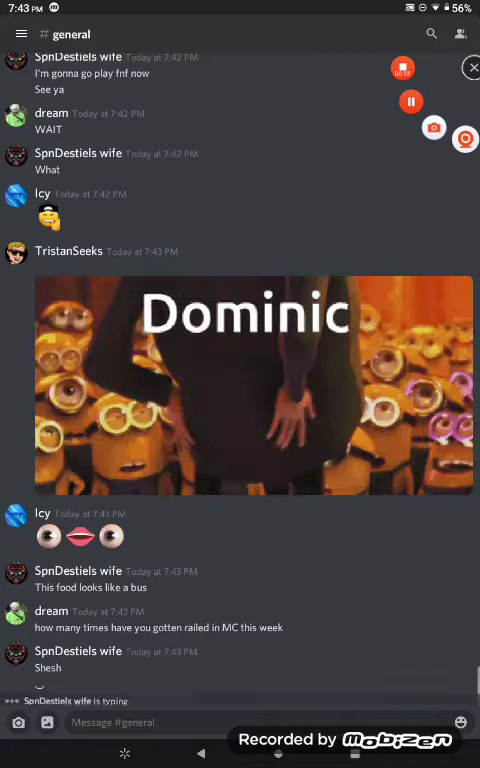 7:43 PM
56%
# general
SpnDestiels wife Today at 7:42 PM
I'm gonna go play fnf now
See ya
04:18
dream Today at 7:42 PM
WAIT
SpnDestiels wife Today at 7:42 PM
What
Icy Today at 7:42 PM
TristanSeeks Today at 7:43 PM
Dominic
Icy Today at 7:43 PM
SpnDestiels wife Today at 7:43 PM
This food looks like a bus
dream Today at 7:43 PM
how many times have you gotten railed in MC this week
SpnDestiels wife Today at 7:43 PM
Shesh
SpnDestiels wife is typing
Message #general
Recorded by Mobizen